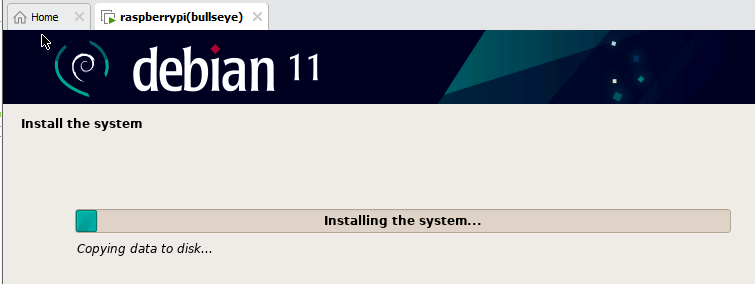 Home
raspberrypi(bullseye)
debian 11
Install the system
Installing the system...
Copying data to disk...